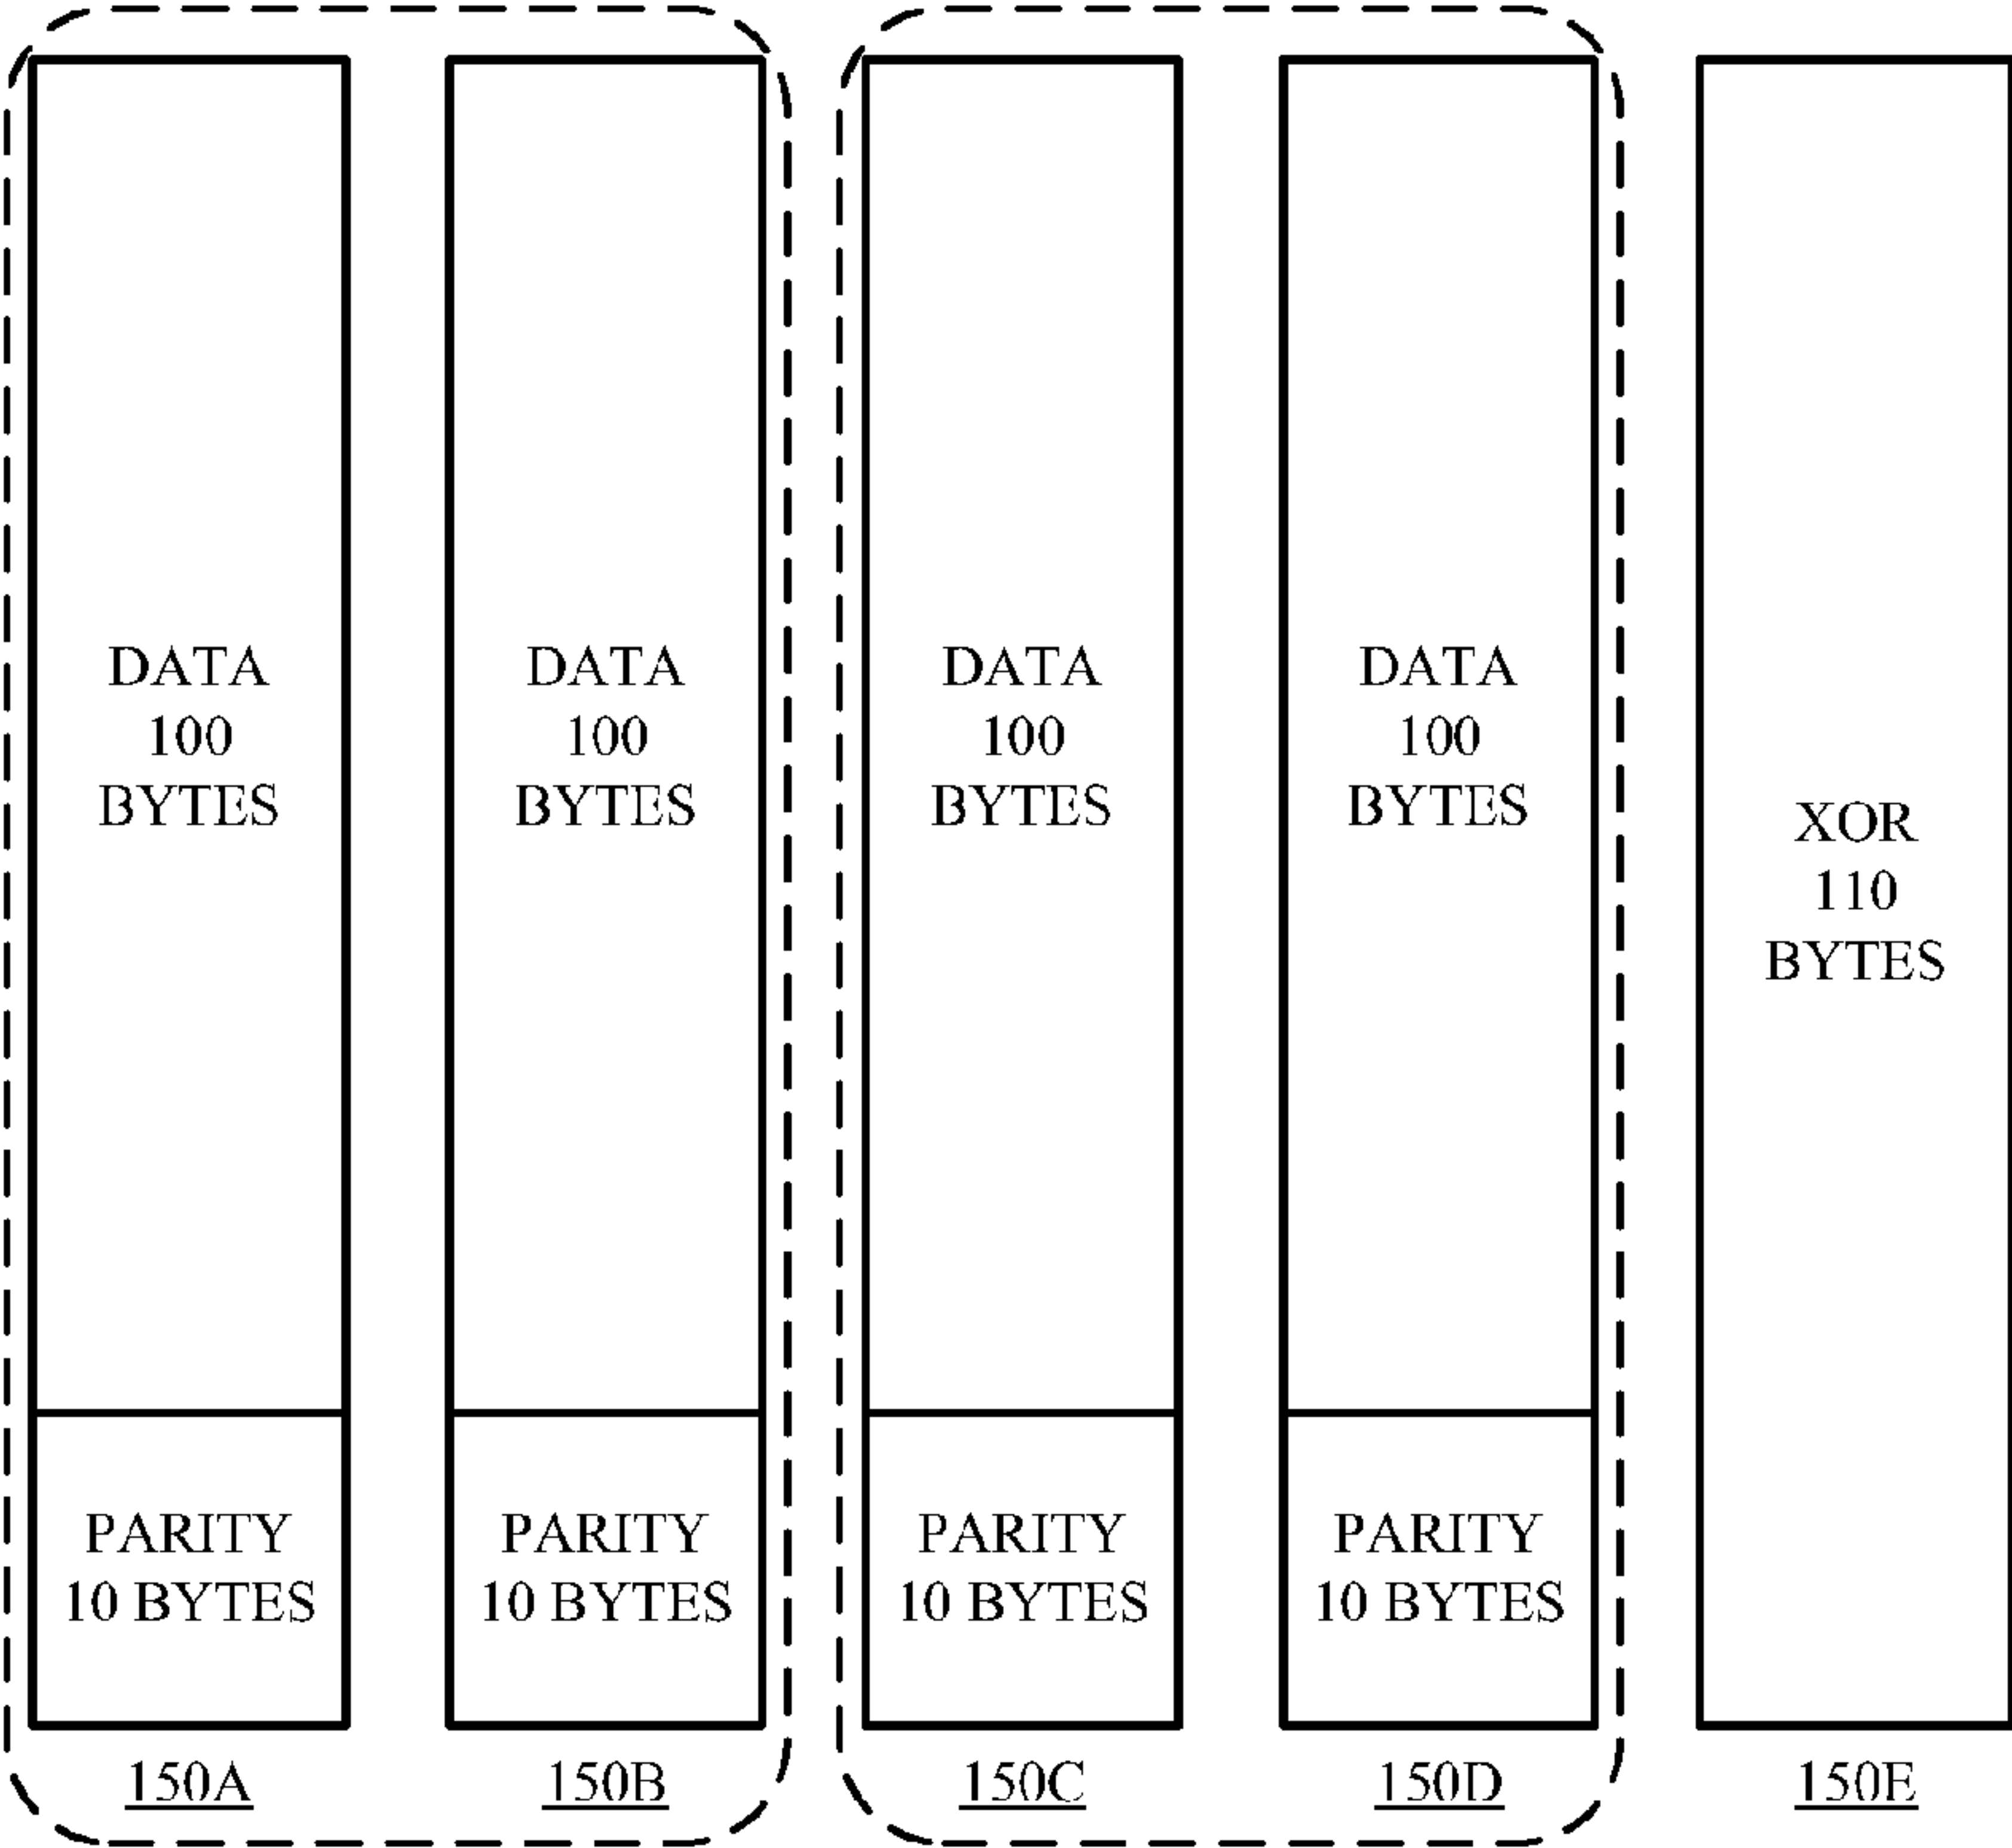 DATA
100
BYTES
DATA
100
BYTES
DATA
100
BYTES
DATA
100
BYTES
XOR
110
BYTES
PARITY
10 BYTES
PARITY
10 BYTES
PARITY
10 BYTES
PARITY
10 BYTES
150A
150B
150C
150D
150E